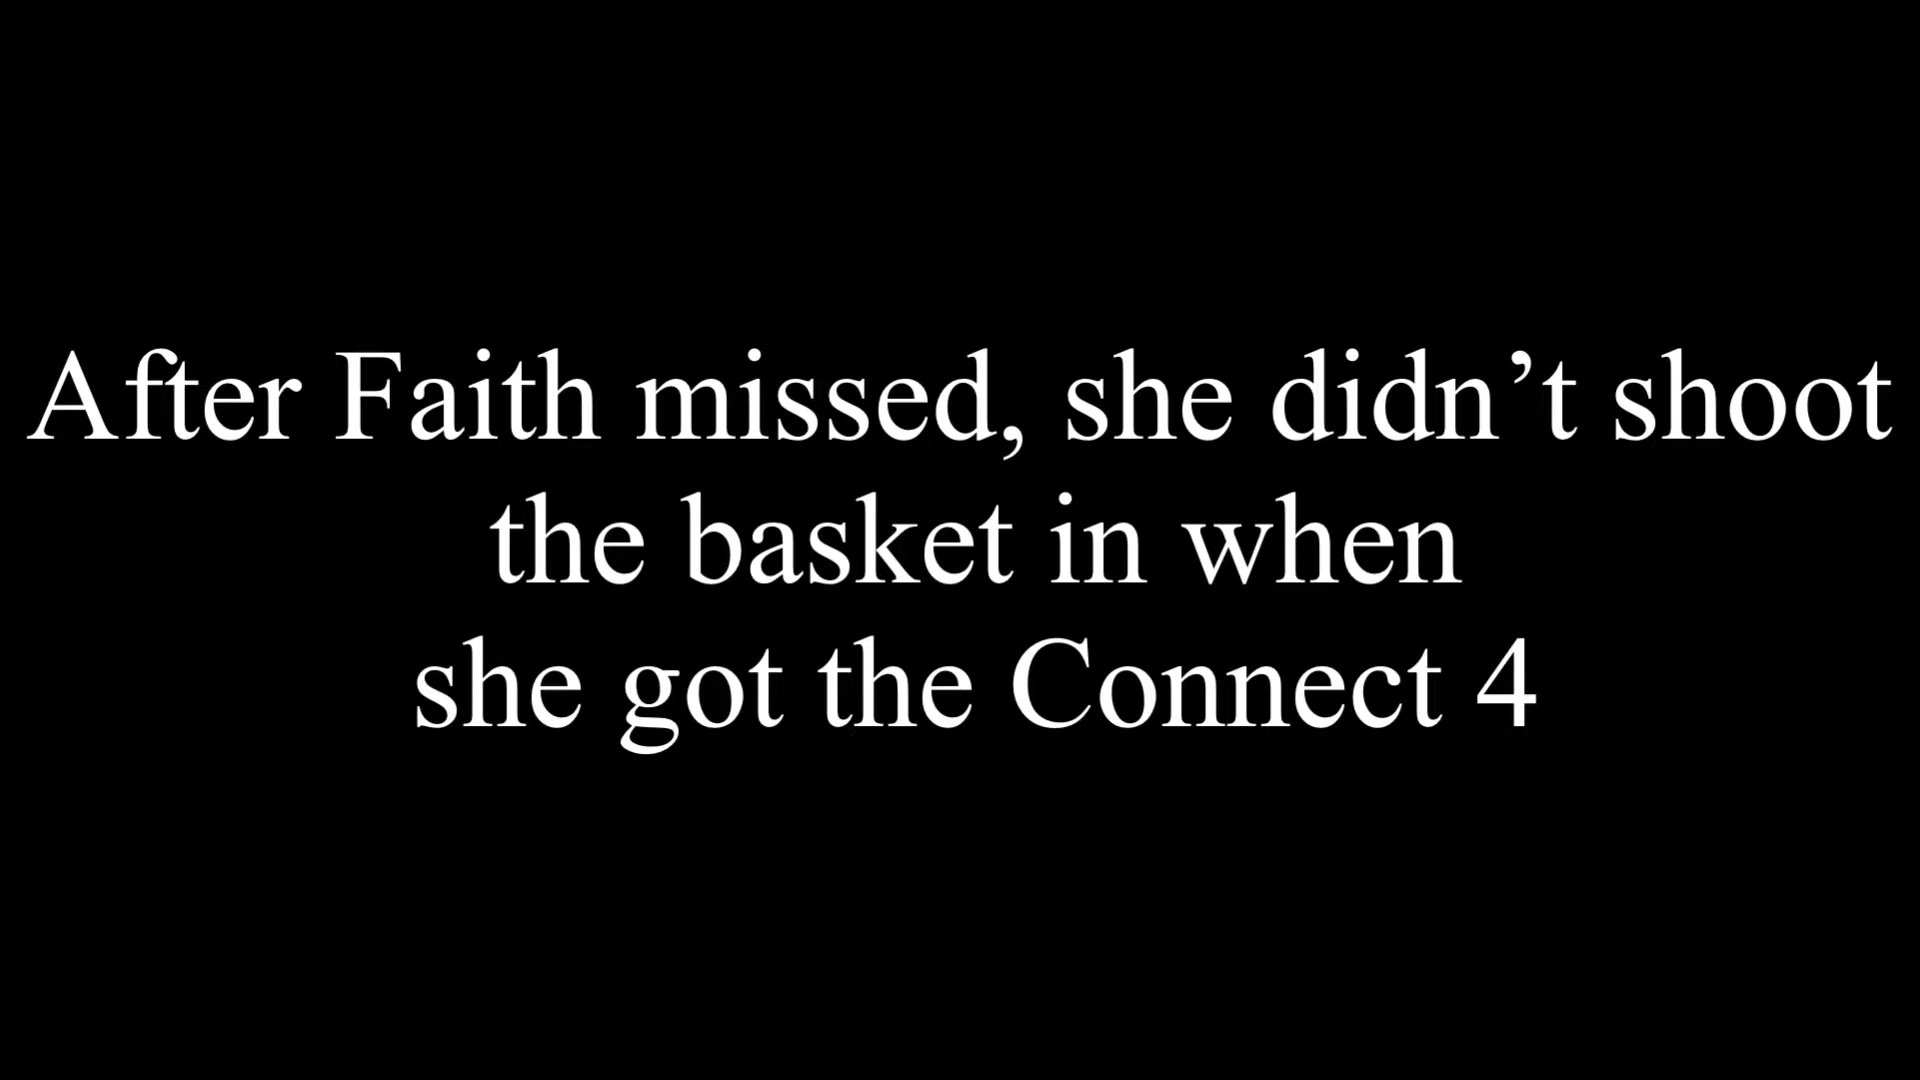 After Faith missed, she didn’t shoot
the basket in when
she got the Connect 4